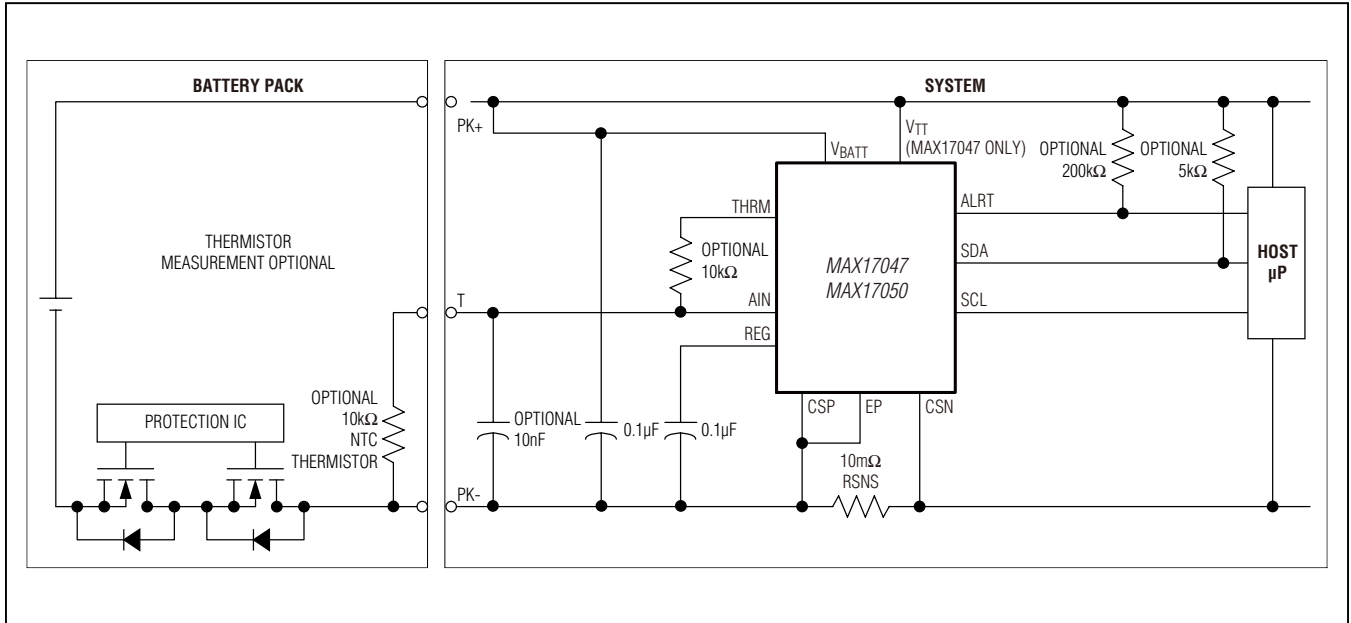 BATTERY PACK
THERMISTOR
MEASUREMENT OPTIONAL
PROTECTION IC
OPTIONAL
10kΩ
NTC
THERMISTOR
SYSTEM
PK+
T
PK-
VBATT
VTT
(MAX17047 ONLY)
OPTIONAL
200kΩ
OPTIONAL
5kΩ
THRM
OPTIONAL
10kΩ
AIN
REG
MAX17047
MAX17050
ALRT
SDA
SCL
HOST
µP
CSP
EP
CSN
OPTIONAL
10nF
0.1µF
0.1µF
10mΩ
RSNS